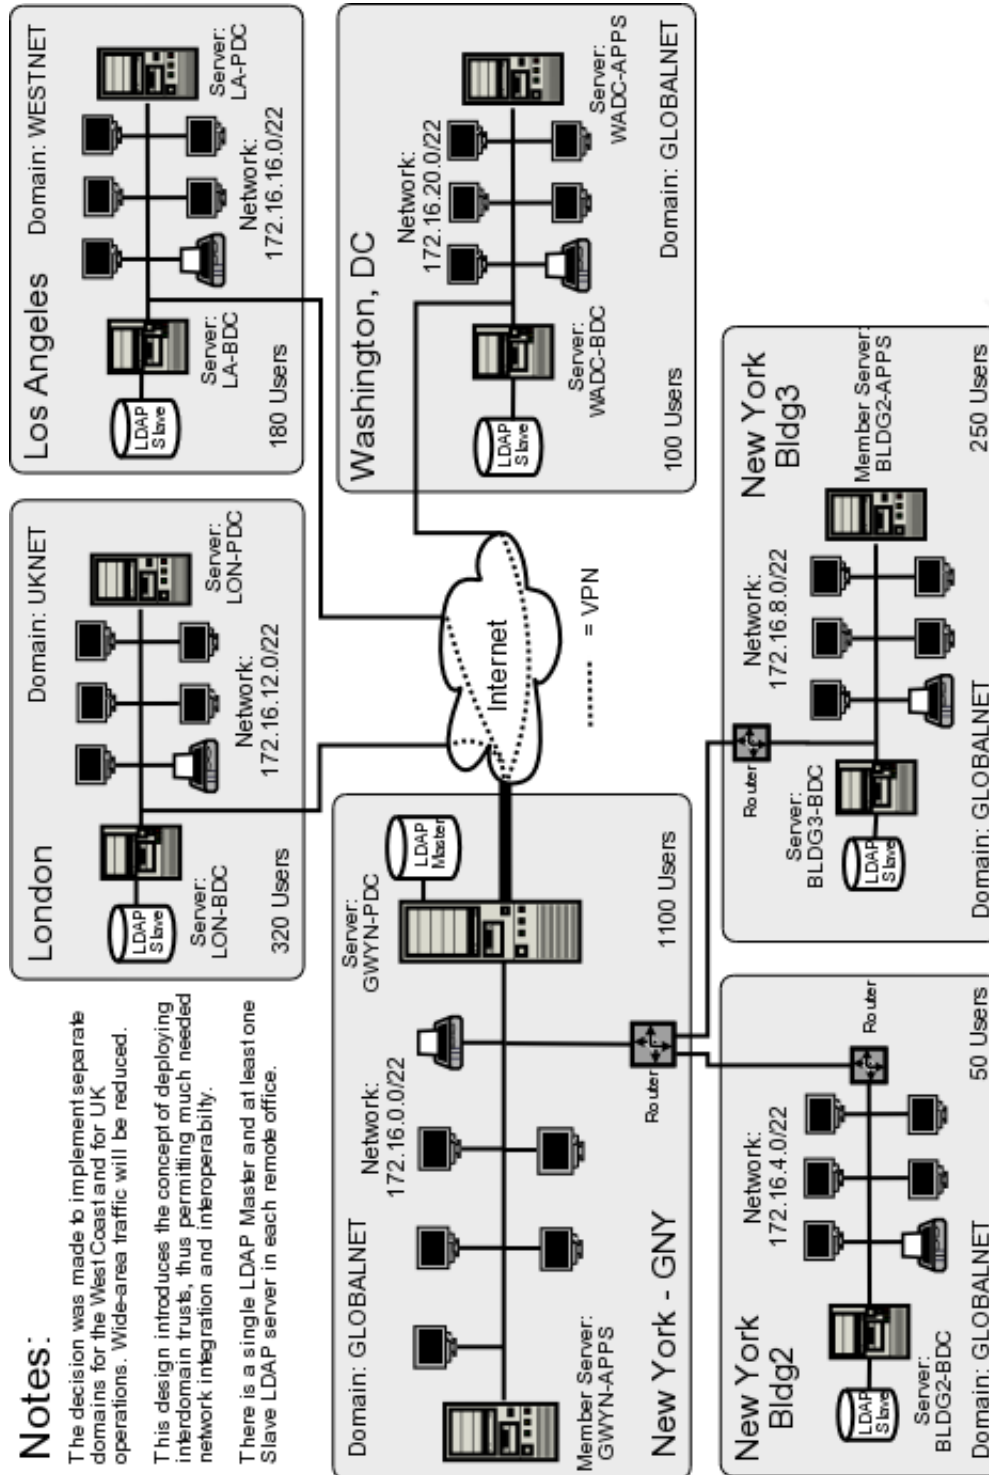 Notes:
The decision was made to implement separate
domains for the West Coast and for UK
operations. Wide-area traffic will be reduced.
This design introduces the concept of deploying
interdomain trusts, thus permitting much needed
network integration and interoperabilty.
There is a single LDAP Master and at least one
Slave LDAP server in each remote office.
London
Domain: UKNET
LDAP
Slave
Server:
LON-BDC
Server:
LON-PDC
Network:
172.16.12.0/22
320 Users
Los Angeles
Domain: WESTNET
LDAP
Slave
Server:
LA-BDC
Server:
LA-PDC
Network:
172.16.16.0/22
180 Users
Domain: GLOBALNET
Network:
172.16.0.0/22
Server:
GWYN-PDC
LDAP
Master
Member Server:
GWYN-APPS
Router
New York - GNY
1100 Users
Internet
= VPN
Washington, DC
Network:
172.16.20.0/22
LDAP
Slave
Server:
WADC-BDC
Server:
WADC-APPS
100 Users
Domain: GLOBALNET
New York
Bldg2
Network:
172.16.4.0/22
Router
LDAP
Slave
Server:
BLDG2-BDC
Domain: GLOBALNET
50 Users
New York
Bldg3
Router
Network:
172.16.8.0/22
Server:
BLDG3-BDC
LDAP
Slave
Member Server:
BLDG2-APPS
Domain: GLOBALNET
250 Users